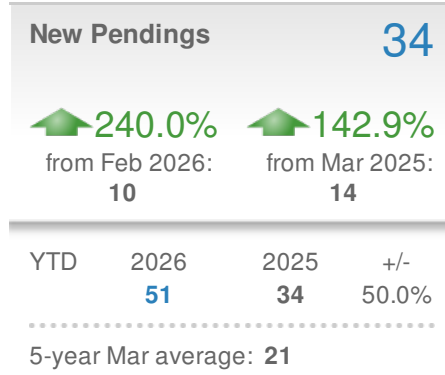 New Pendings 34
240.0% 142.9%
from Feb 2026: from Mar 2025:
10 14
YTD 2026 2025 +/-
51 34 50.0%
5-year Mar average: 21